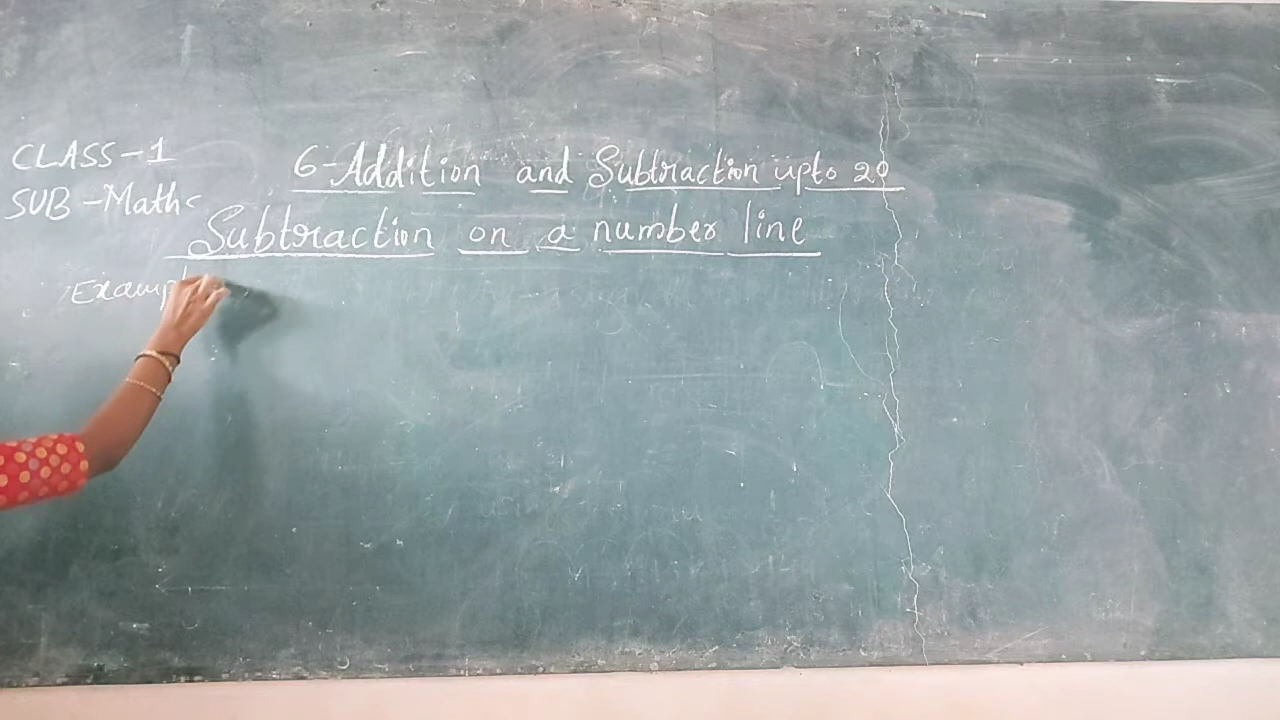 CLASS-1
SUB-Maths
6-Addition and Subtraction upto 20
Subtraction on a number line